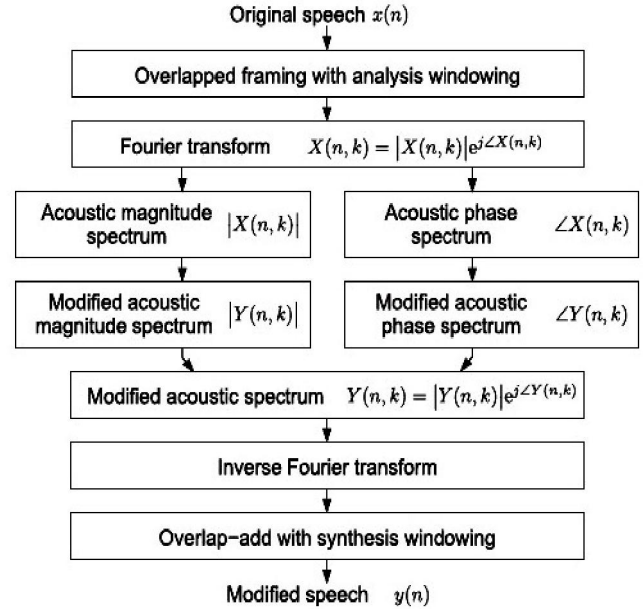 Original speech x(n)
Overlapped framing with analysis windowing
Fourier transform X(n, k) = |X(n, k)|e^{j∠X(n,k)}
Acoustic magnitude
spectrum |X(n, k)|
Acoustic phase
spectrum ∠X(n, k)
Modified acoustic
magnitude spectrum |Y(n, k)|
Modified acoustic
phase spectrum ∠Y(n, k)
Modified acoustic spectrum Y(n, k) = |Y(n, k)|e^{j∠Y(n,k)}
Inverse Fourier transform
Overlap−add with synthesis windowing
Modified speech y(n)